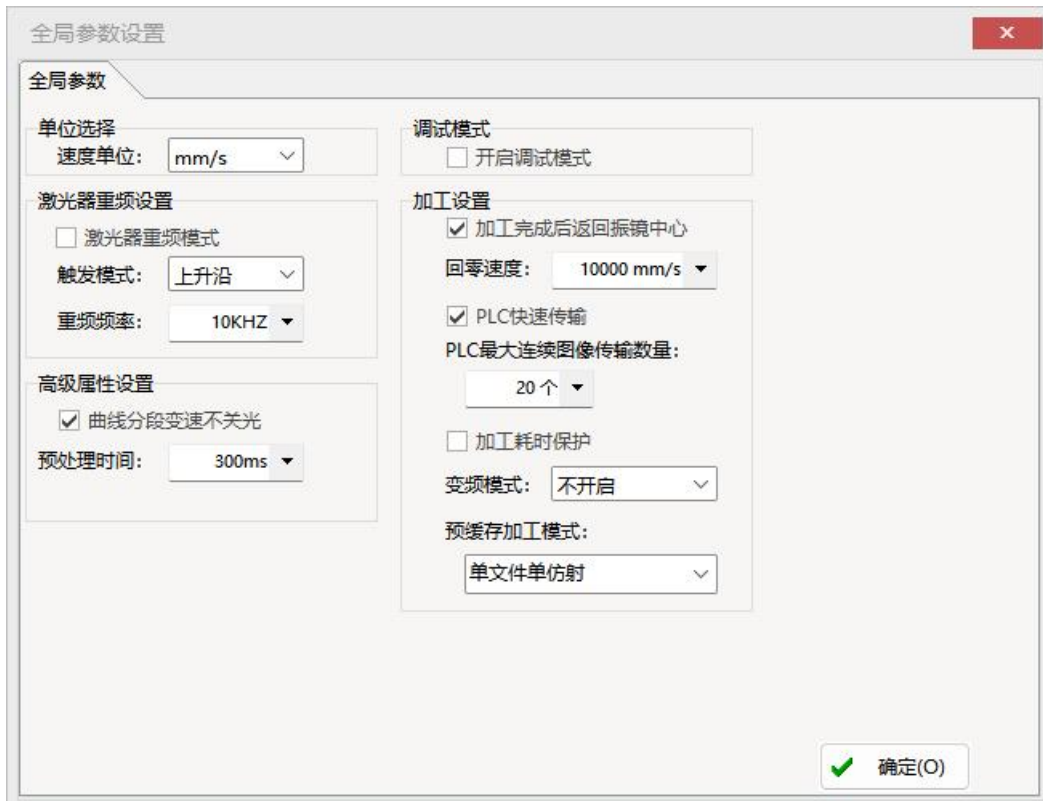 全局参数设置
全局参数
单位选择
速度单位：
mm/s
激光器重频设置
激光器重频模式
触发模式：
上升沿
重频频率：
10KHZ
高级属性设置
曲线分段变速不关光
预处理时间：
300ms
调试模式
开启调试模式
加工设置
加工完成后返回振镜中心
回零速度：
10000 mm/s
PLC快速传输
PLC最大连续图像传输数量：
20 个
加工耗时保护
变频模式：
不开启
预缓存加工模式：
单文件单仿射
确定(O)